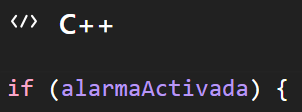 </> C++
if (alarmaActivada) {